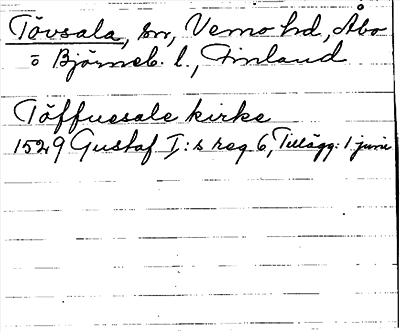 Tövsala, sn, Vemo hd, Åbo
o Björneb. l., Finland
Töffuesale kirke
1529 Gustaf I:s reg 6, Tillägg: 1 juni